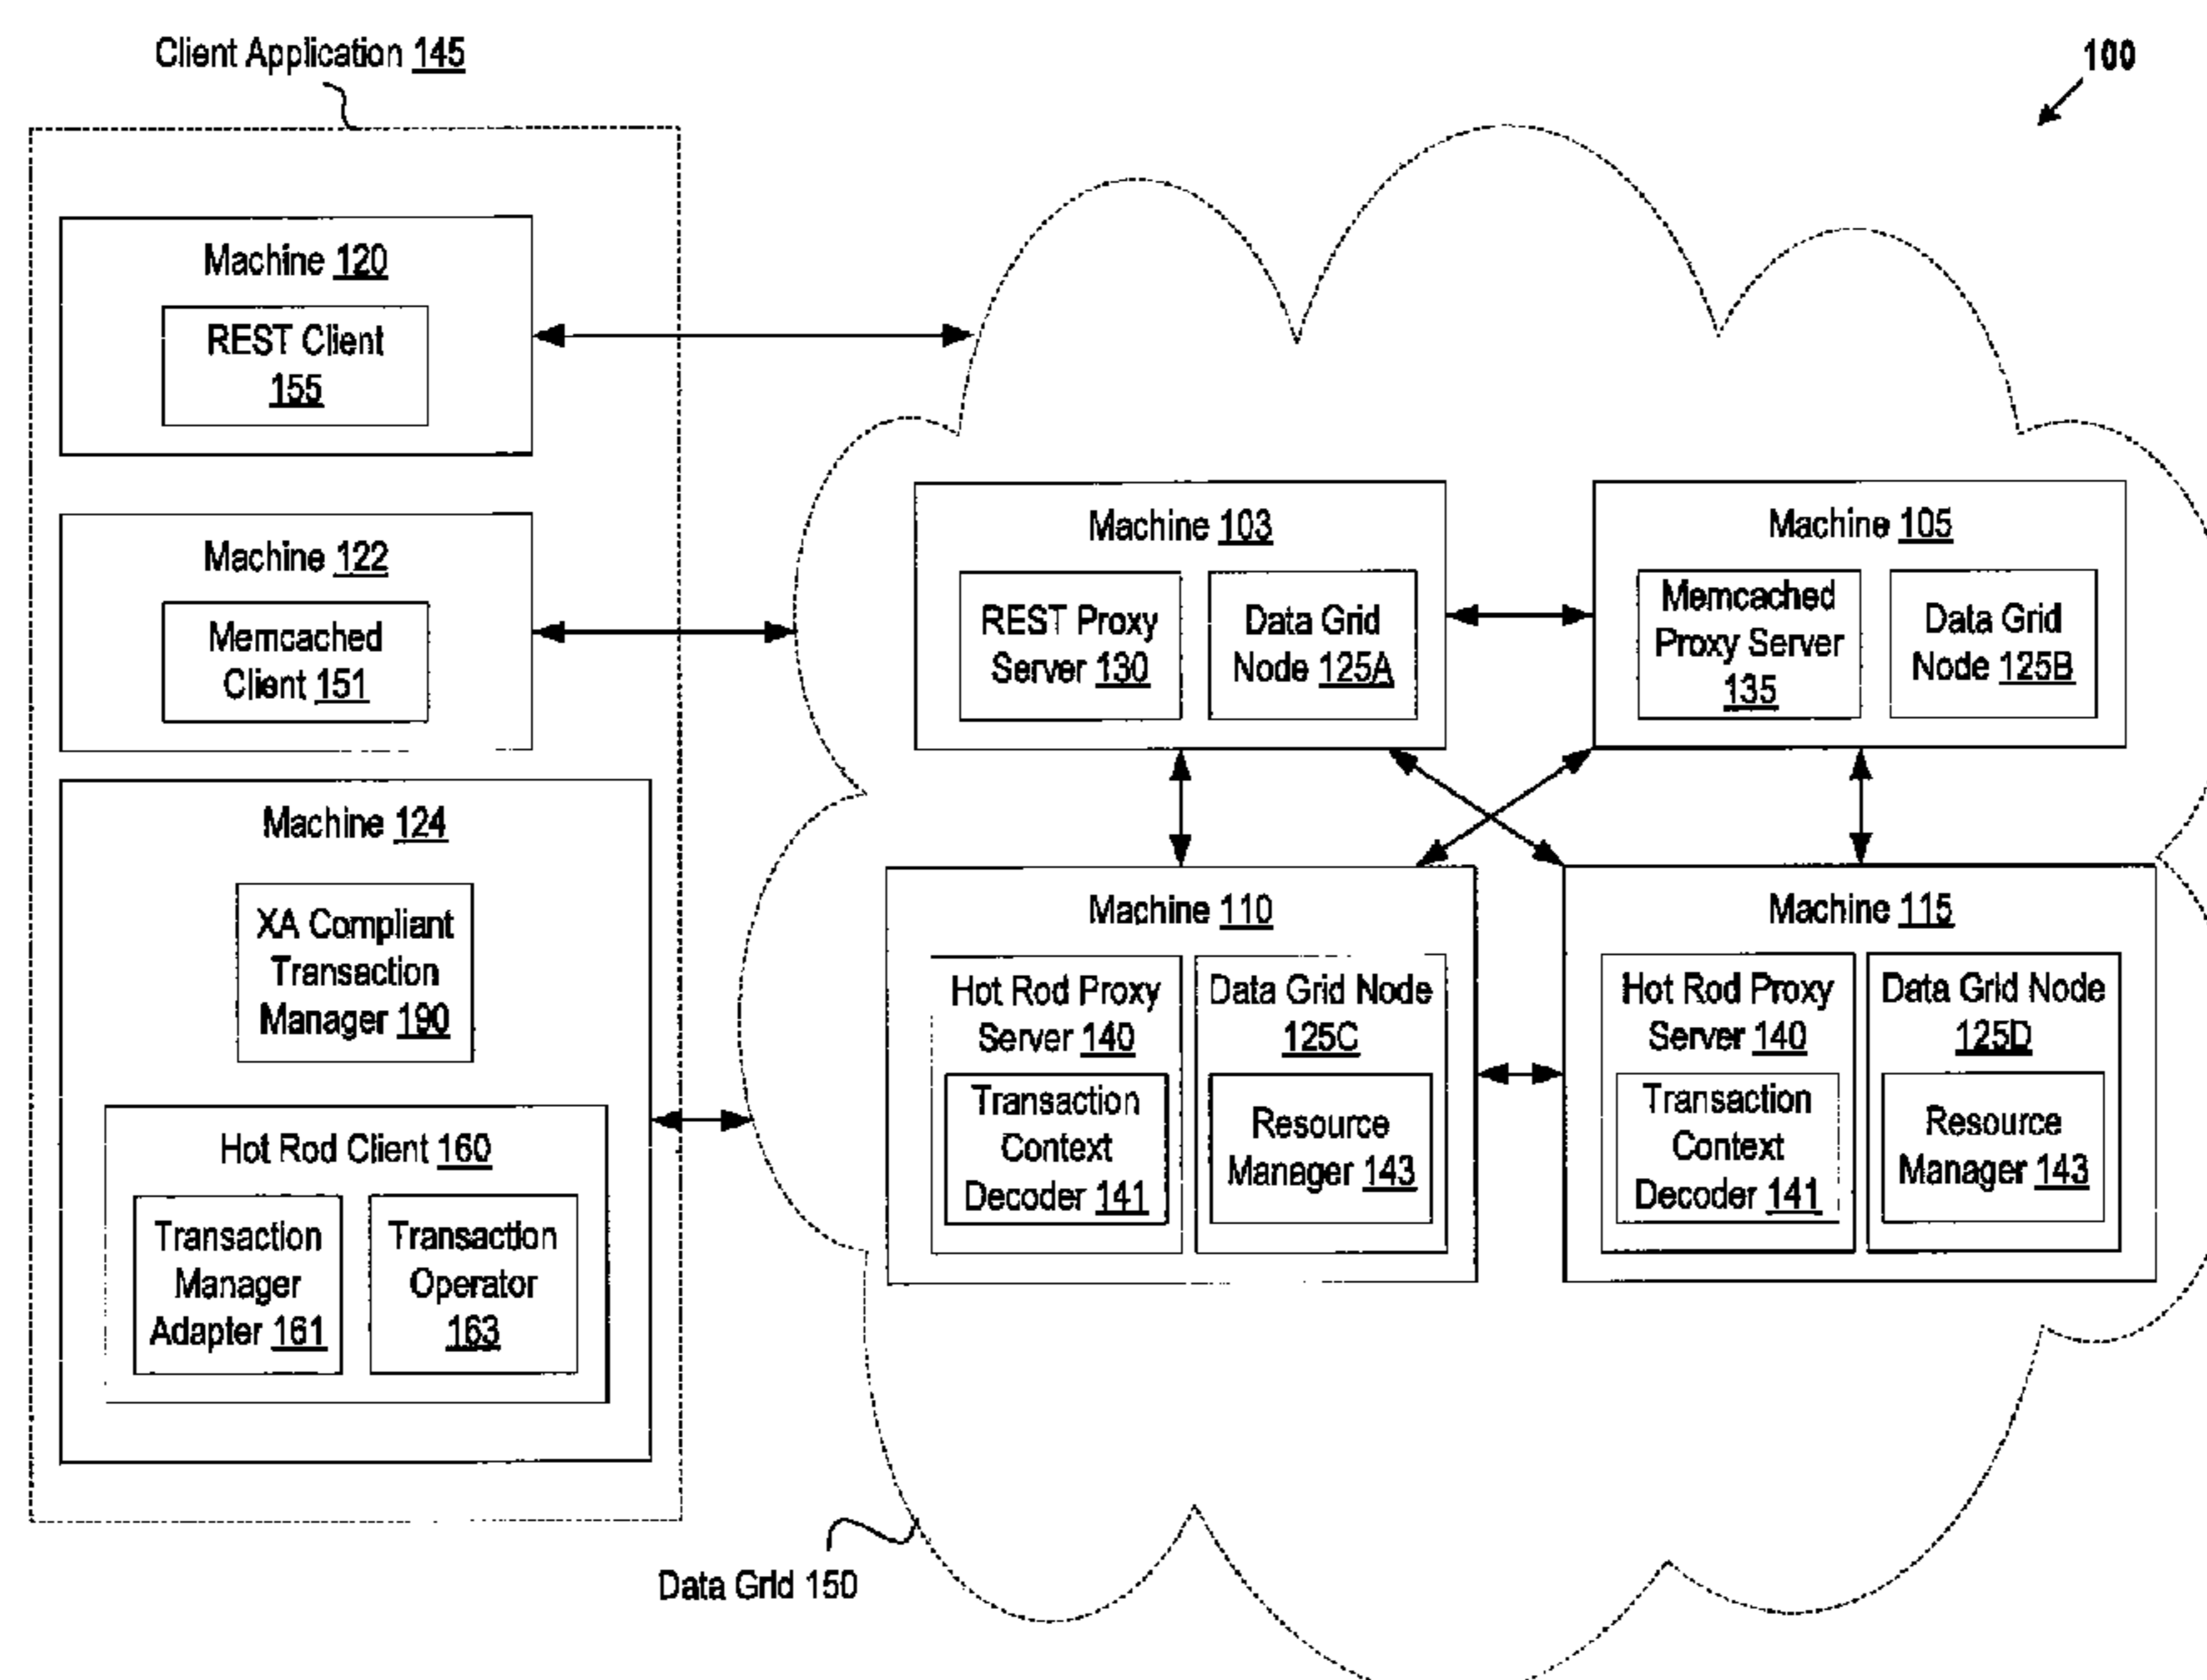 Client Application 145
100
Machine 120
REST Client
155
Machine 122
Memcached
Client 151
Machine 124
XA Compliant
Transaction
Manager 190
Hot Rod Client 160
Transaction
Manager
Adapter 161
Transaction
Operator
163
Machine 103
REST Proxy
Server 130
Data Grid
Node 125A
Machine 105
Memcached
Proxy Server
135
Data Grid
Node 125B
Machine 110
Hot Rod Proxy
Server 140
Transaction
Context
Decoder 141
Data Grid Node
125C
Resource
Manager 143
Machine 115
Hot Rod Proxy
Server 140
Transaction
Context
Decoder 141
Data Grid Node
125D
Resource
Manager 143
Data Grid 150